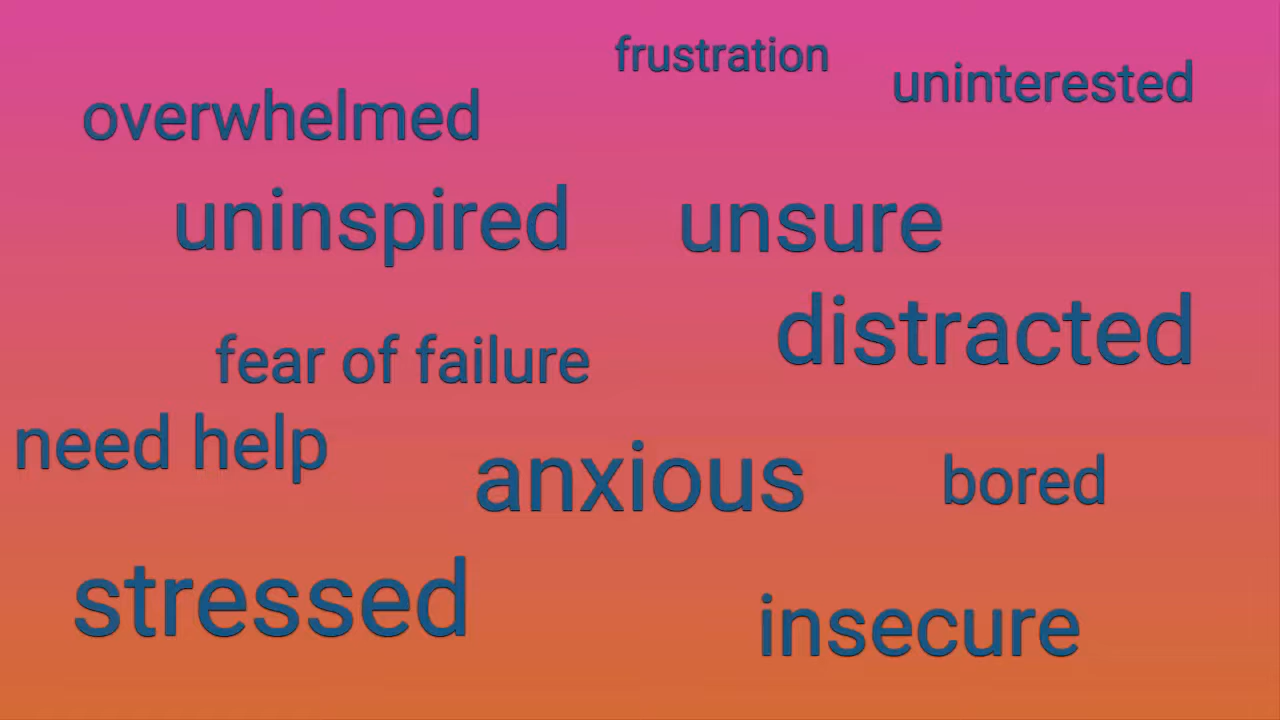 frustration
uninterested
overwhelmed
uninspired
unsure
distracted
fear of failure
need help
anxious
bored
stressed
insecure